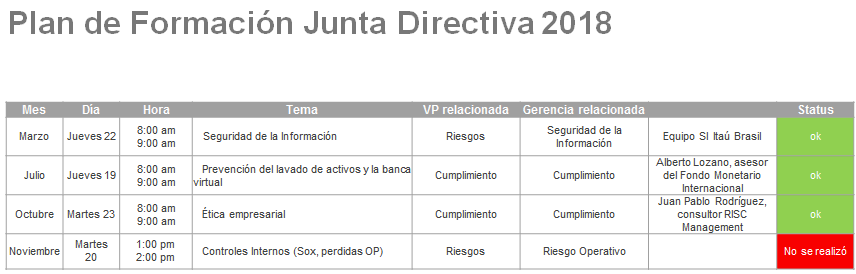 Plan de Formación Junta Directiva 2018
Mes Día Hora Tema VP relacionada Gerencia relacionada Status
Marzo Jueves 22 8:00 am
9:00 am
Seguridad de la Información Riesgos Seguridad de la
Información
Equipo SI Itaú Brasil ok
Julio Jueves 19 8:00 am
9:00 am
Prevención del lavado de activos y la banca
virtual
Cumplimiento Cumplimiento Alberto Lozano, asesor
del Fondo Monetario
Internacional
ok
Octubre Martes 23 8:00 am
9:00 am
Ética empresarial Cumplimiento Cumplimiento Juan Pablo Rodríguez,
consultor RISC
Management
ok
Noviembre Martes
20
1:00 pm
2:00 pm
Controles Internos (Sox, perdidas OP) Riesgos Riesgo Operativo No se realizó